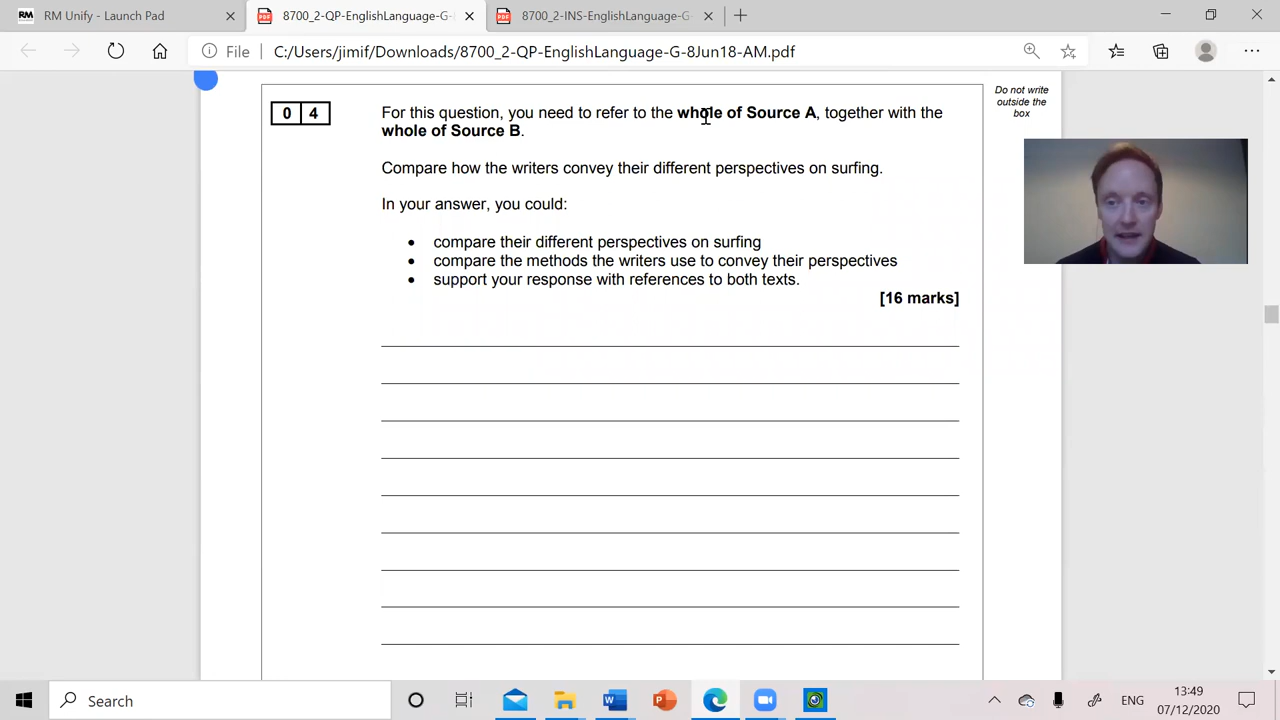 RM RM Unify - Launch Pad
8700_2-QP-EnglishLanguage-G-
8700_2-INS-EnglishLanguage-G-
File C:/Users/jimif/Downloads/8700_2-QP-EnglishLanguage-G-8Jun18-AM.pdf
Do not write
outside the
box
0 4
For this question, you need to refer to the whole of Source A, together with the
whole of Source B.
Compare how the writers convey their different perspectives on surfing.
In your answer, you could:
• compare their different perspectives on surfing
• compare the methods the writers use to convey their perspectives
• support your response with references to both texts.
[16 marks]
Search
ENG
13:49
07/12/2020